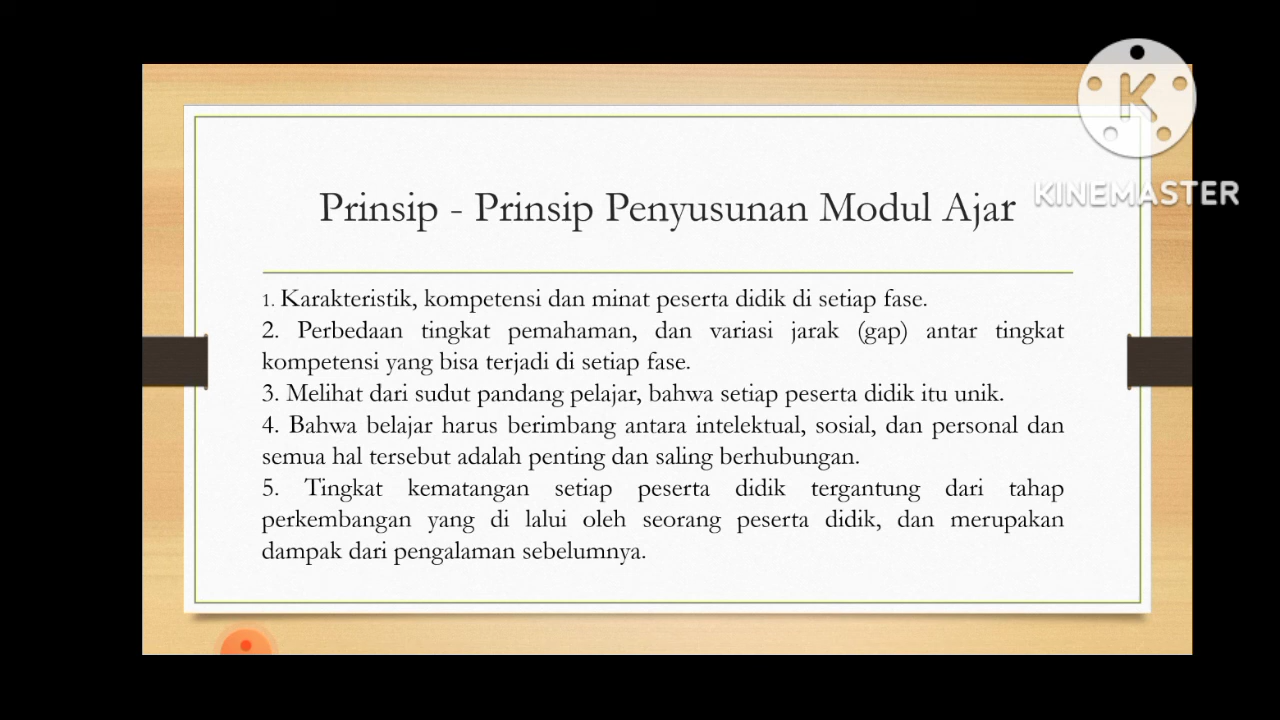 K
KINEMASTER
Prinsip - Prinsip Penyusunan Modul Ajar
1. Karakteristik, kompetensi dan minat peserta didik di setiap fase.
2. Perbedaan tingkat pemahaman, dan variasi jarak (gap) antar tingkat
kompetensi yang bisa terjadi di setiap fase.
3. Melihat dari sudut pandang pelajar, bahwa setiap peserta didik itu unik.
4. Bahwa belajar harus berimbang antara intelektual, sosial, dan personal dan
semua hal tersebut adalah penting dan saling berhubungan.
5. Tingkat kematangan setiap peserta didik tergantung dari tahap
perkembangan yang di lalui oleh seorang peserta didik, dan merupakan
dampak dari pengalaman sebelumnya.